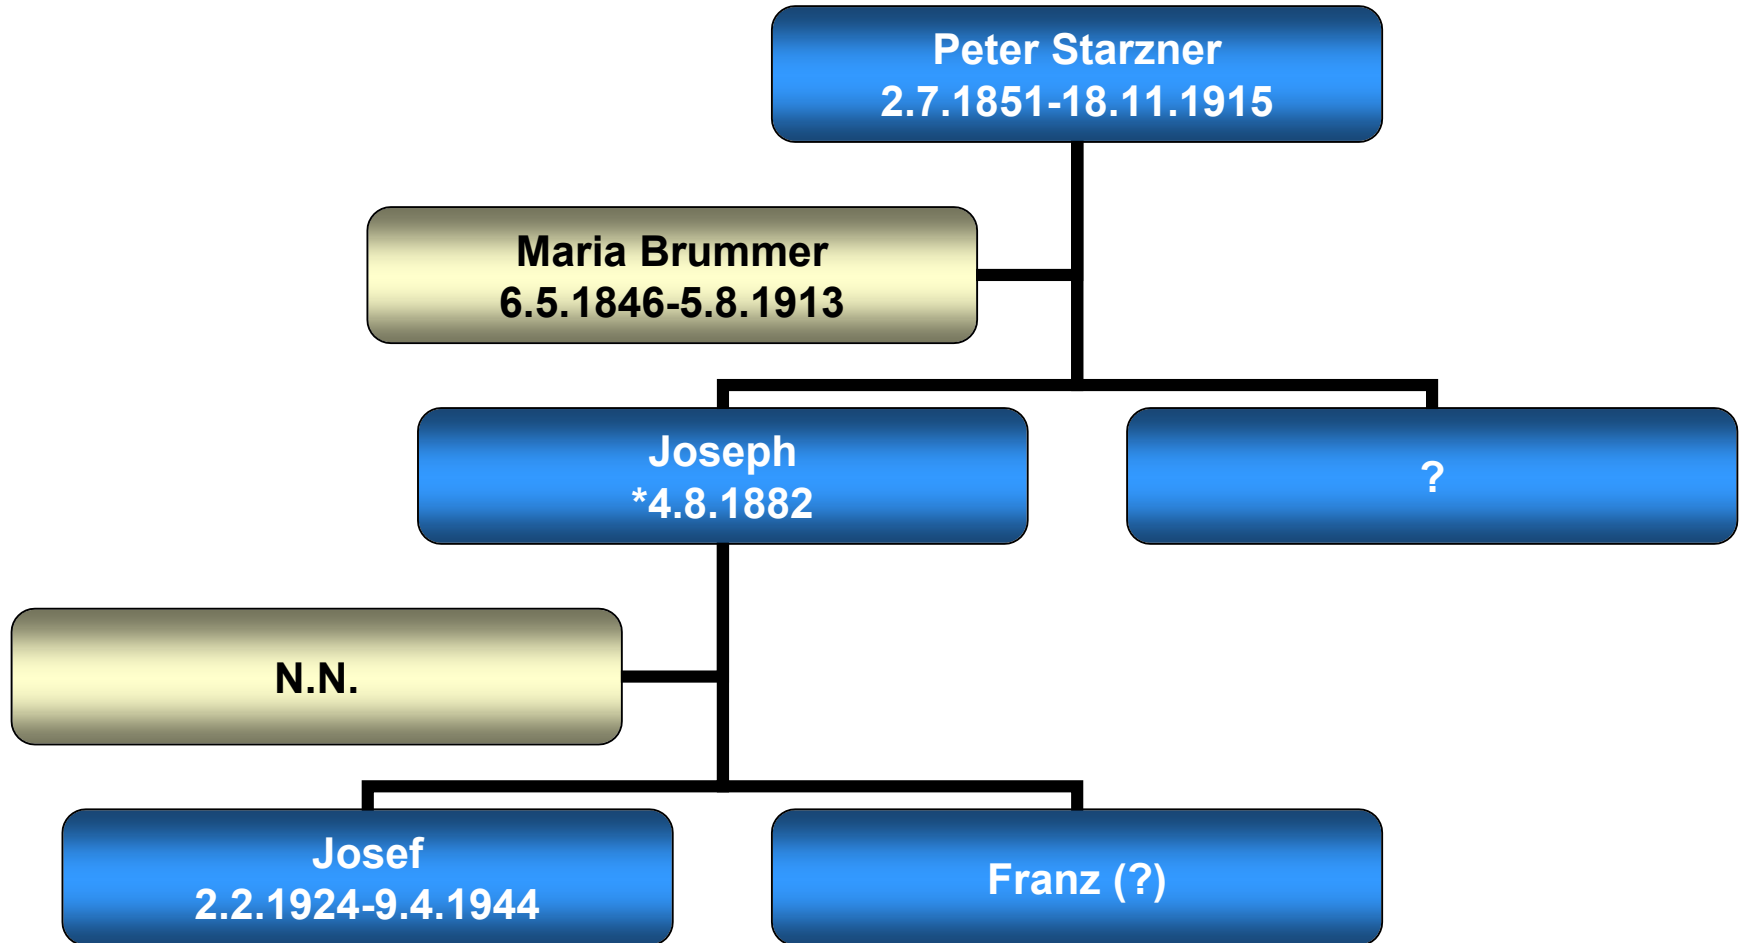 Peter Starzner
2.7.1851-18.11.1915
Maria Brummer
6.5.1846-5.8.1913
Joseph
*4.8.1882
?
N.N.
Josef
2.2.1924-9.4.1944
Franz (?)